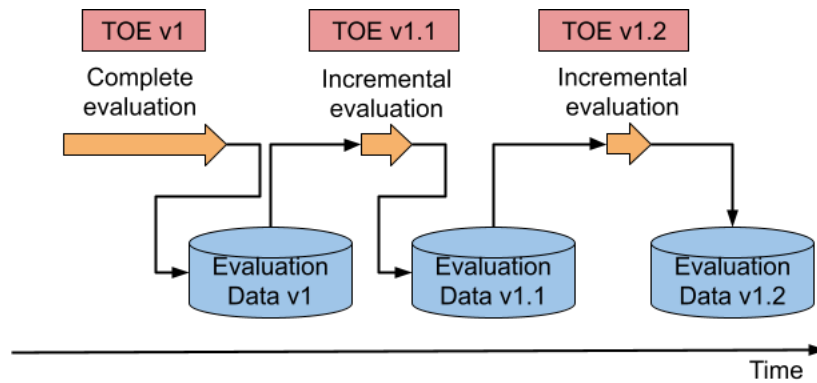 TOE v1
TOE v1.1
TOE v1.2
Complete
evaluation
Incremental
evaluation
Incremental
evaluation
Evaluation
Data v1
Evaluation
Data v1.1
Evaluation
Data v1.2
Time